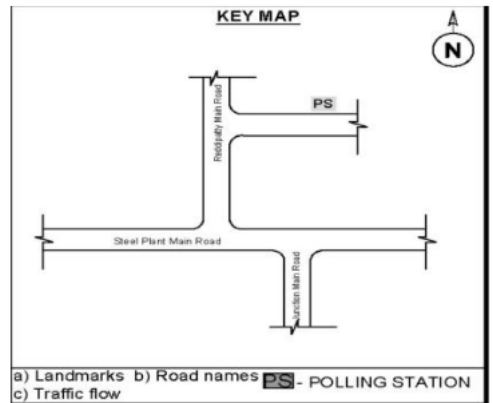 KEY MAP
N
PS
Reddipatty Main Road
Steel Plant Main Road
Junction Main Road
a) Landmarks b) Road names PS - POLLING STATION
c) Traffic flow